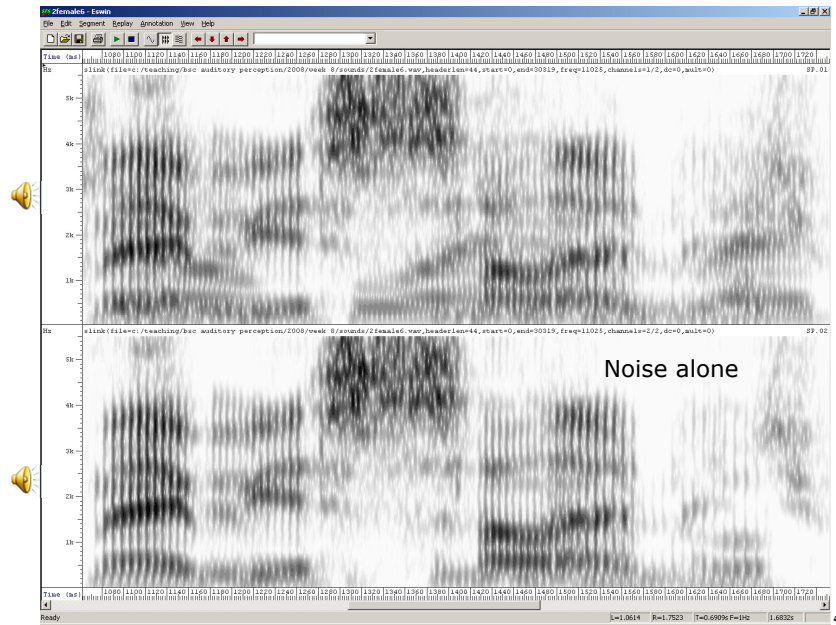 2female6 - Eswin
File Edit Segment Replay Annotation View Help
Time (ms) 1080 1100 1120 1140 1160 1180 1200 1220 1240 1260 1280 1300 1320 1340 1360 1380 1400 1420 1440 1460 1480 1500 1520 1540 1560 1580 1600 1620 1640 1660 1680 1700 1720
Hz slink(file=c:/teaching/bsc auditory perception/2008/week 8/sounds/2female6.wav,headerlen=44,start=0,end=30319,freq=11025,channels=1/2,dc=0,mult=0) SP.01
5k
4k
3k
2k
1k
Hz slink(file=c:/teaching/bsc auditory perception/2008/week 8/sounds/2female6.wav,headerlen=44,start=0,end=30319,freq=11025,channels=2/2,dc=0,mult=0) SP.02
5k
Noise alone
4k
3k
2k
1k
Time (ms) 1080 1100 1120 1140 1160 1180 1200 1220 1240 1260 1280 1300 1320 1340 1360 1380 1400 1420 1440 1460 1480 1500 1520 1540 1560 1580 1600 1620 1640 1660 1680 1700 1720
Ready L=1.0614 R=1.7523 T=0.6909s F=1Hz 1.6832s